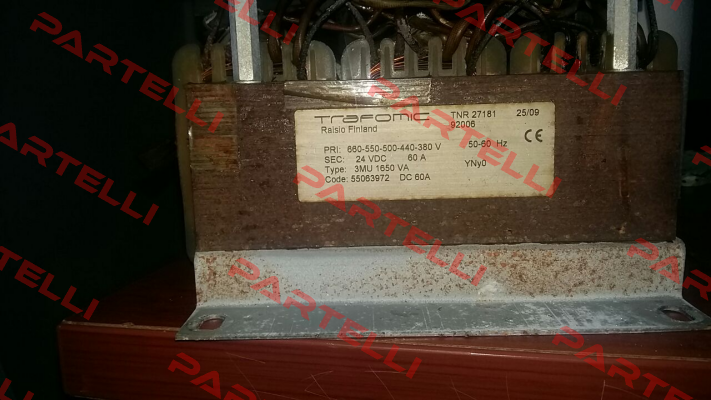 Trafomic TNR 27181 25/09
Raisio Finland 92006
PRI: 660-550-500-440-380 V 50-60 Hz CE
SEC: 24 VDC 60 A
Type: 3MU 1650 VA YNy0
Code: 55063972 DC 60A
PARTELLI
PARTELLI
PARTELLI
PARTELLI
PARTELLI
PARTELLI
PARTELLI
PARTELLI
PARTELLI